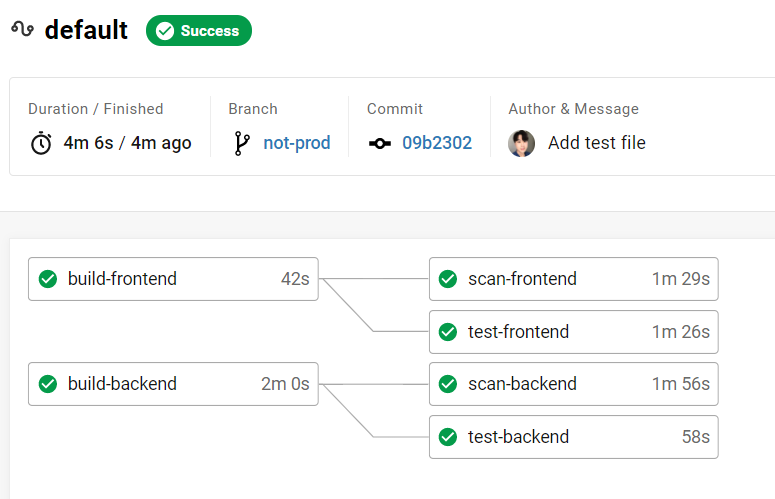 default Success
Duration / Finished Branch Commit Author & Message
4m 6s / 4m ago not-prod 09b2302 Add test file
build-frontend 42s scan-frontend 1m 29s
test-frontend 1m 26s
build-backend 2m 0s scan-backend 1m 56s
test-backend 58s